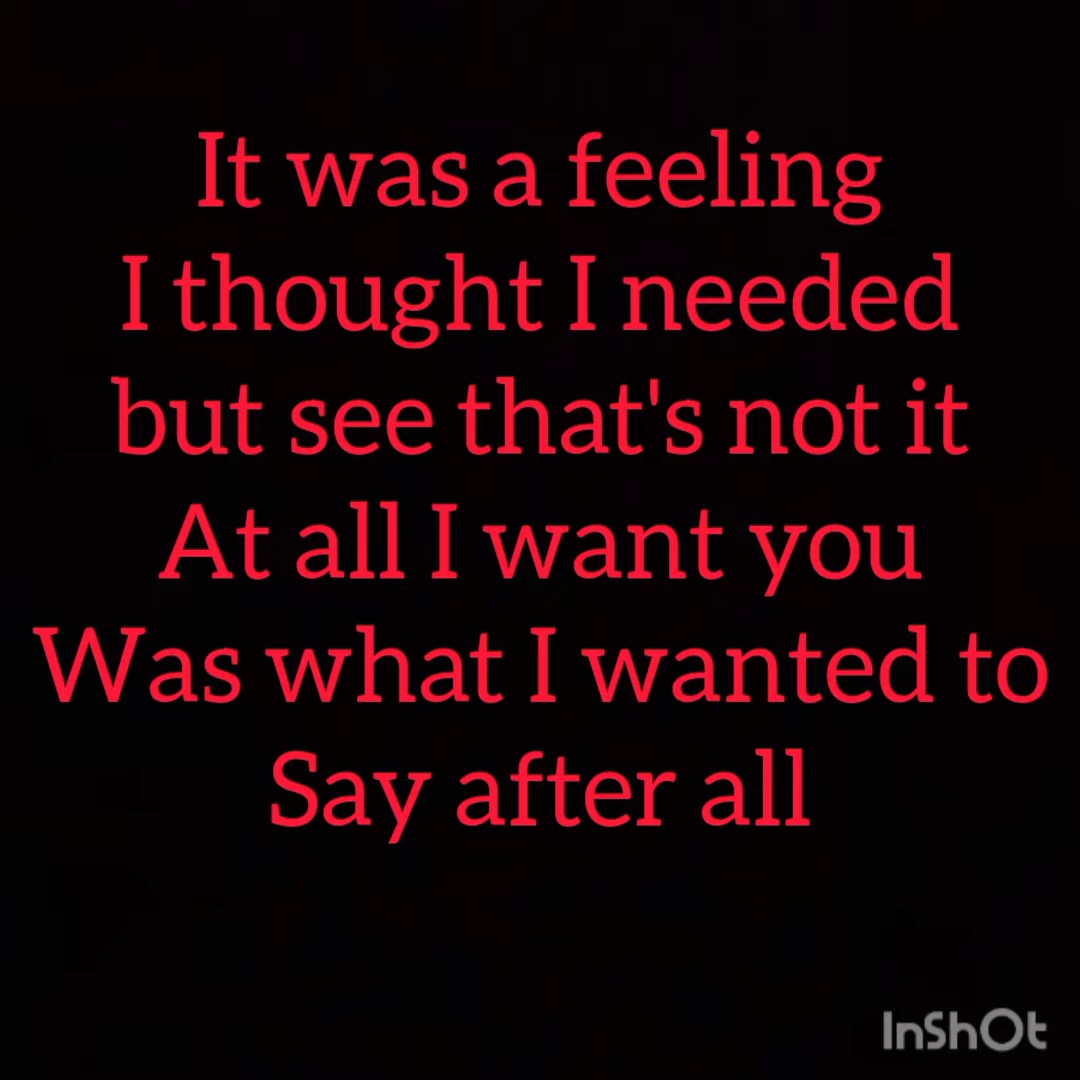 It was a feeling
I thought I needed
but see that's not it
At all I want you
Was what I wanted to
Say after all
InShOt